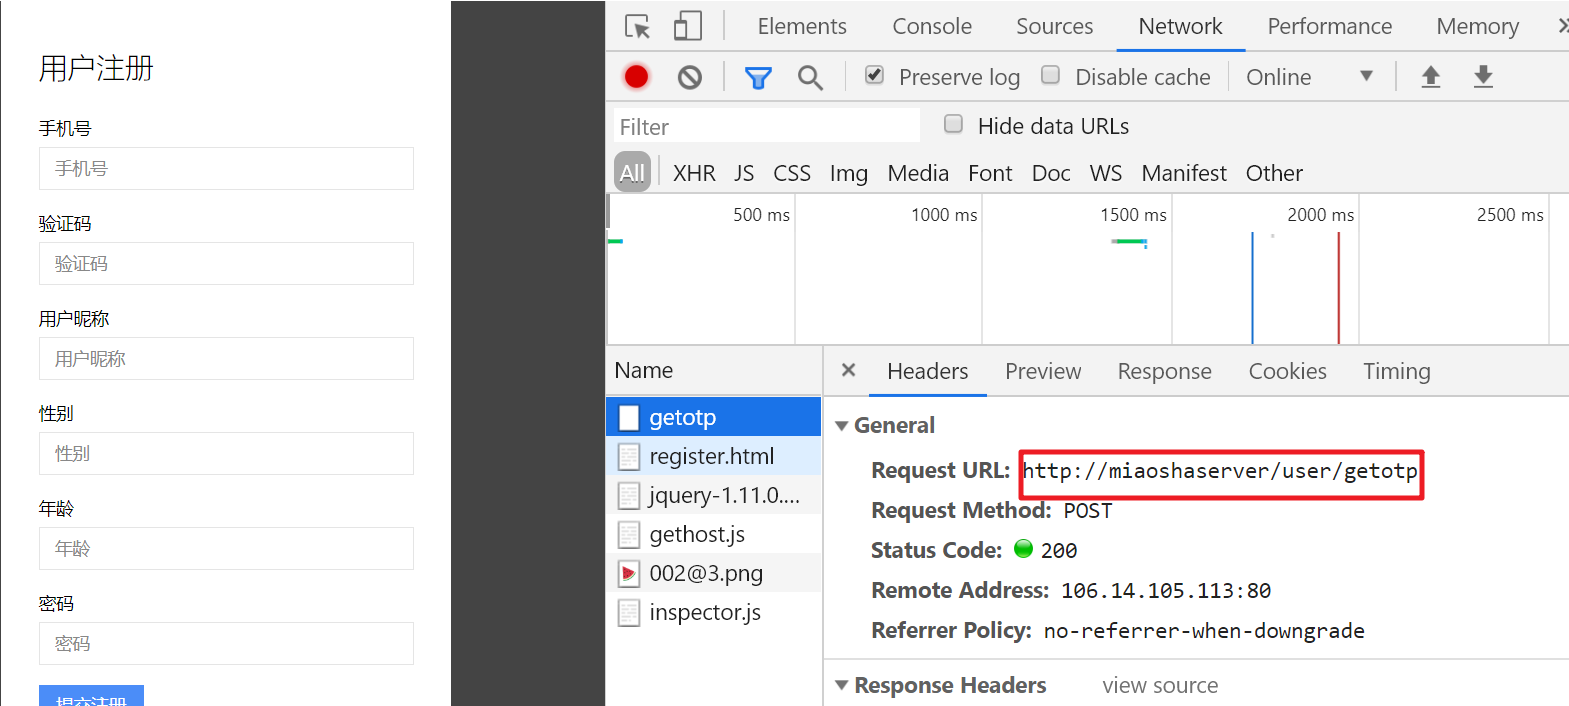 用户注册
手机号
手机号
验证码
验证码
用户昵称
用户昵称
性别
性别
年龄
年龄
密码
密码
提交注册
Elements Console Sources Network Performance Memory
Preserve log Disable cache Online
Filter Hide data URLs
All XHR JS CSS Img Media Font Doc WS Manifest Other
500 ms 1000 ms 1500 ms 2000 ms 2500 ms
Name
getotp
register.html
jquery-1.11.0....
gethost.js
002@3.png
inspector.js
× Headers Preview Response Cookies Timing
General
Request URL: http://miaoshaserver/user/getotp
Request Method: POST
Status Code: 200
Remote Address: 106.14.105.113:80
Referrer Policy: no-referrer-when-downgrade
Response Headers view source